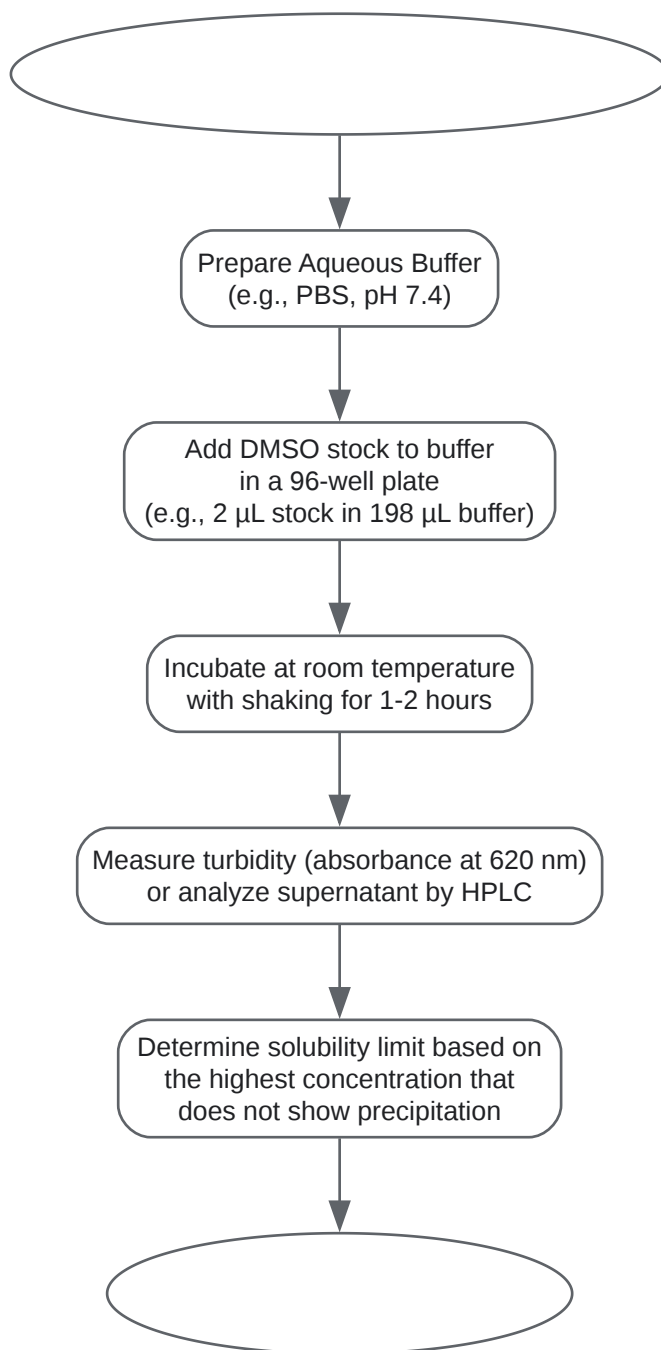 Prepare Aqueous Buffer
(e.g., PBS, pH 7.4)
Add DMSO stock to buffer
in a 96-well plate
(e.g., 2 µL stock in 198 µL buffer)
Incubate at room temperature
with shaking for 1-2 hours
Measure turbidity (absorbance at 620 nm)
or analyze supernatant by HPLC
Determine solubility limit based on
the highest concentration that
does not show precipitation